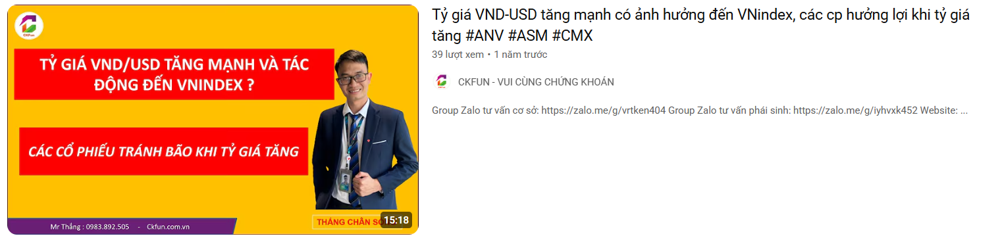 CKFun
TỶ GIÁ VND/USD TĂNG MẠNH VÀ TÁC
ĐỘNG ĐẾN VNINDEX ?
CÁC CỔ PHIẾU TRÁNH BÃO KHI TỶ GIÁ TĂNG
Mr Thắng : 0983.892.505 - Ckfun.com.vn
THẮNG CHÂN
15:18
Tỷ giá VND-USD tăng mạnh có ảnh hưởng đến VNindex, các cp hưởng lợi khi tỷ giá
tăng #ANV #ASM #CMX
39 lượt xem • 1 năm trước
CKFUN - VUI CÙNG CHỨNG KHOÁN
Group Zalo tư vấn cơ sở: https://zalo.me/g/vrtken404 Group Zalo tư vấn phái sinh: https://zalo.me/g/iyhvxk452 Website: ...